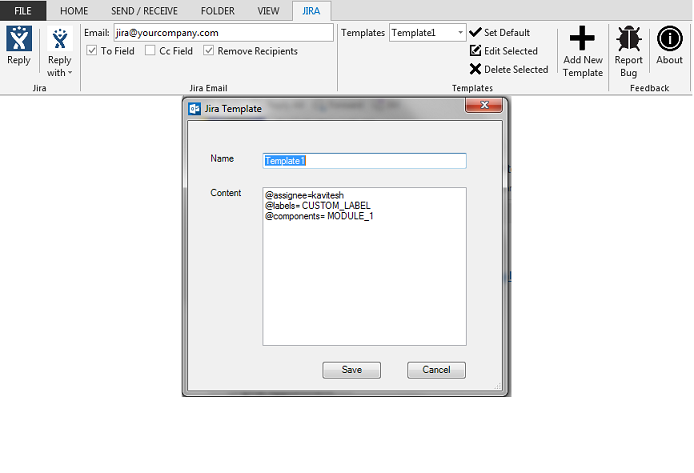 FILE HOME SEND / RECEIVE FOLDER VIEW JIRA
Email: jira@yourcompany.com Templates Template1 Set Default
To Field Cc Field Remove Recipients Edit Selected
Delete Selected
Reply Reply with Add New Template Report Bug About
Jira Jira Email Templates Feedback
Jira Template
Name Template1
Content @assignee=kavitesh
@labels= CUSTOM_LABEL
@components= MODULE_1
Save Cancel